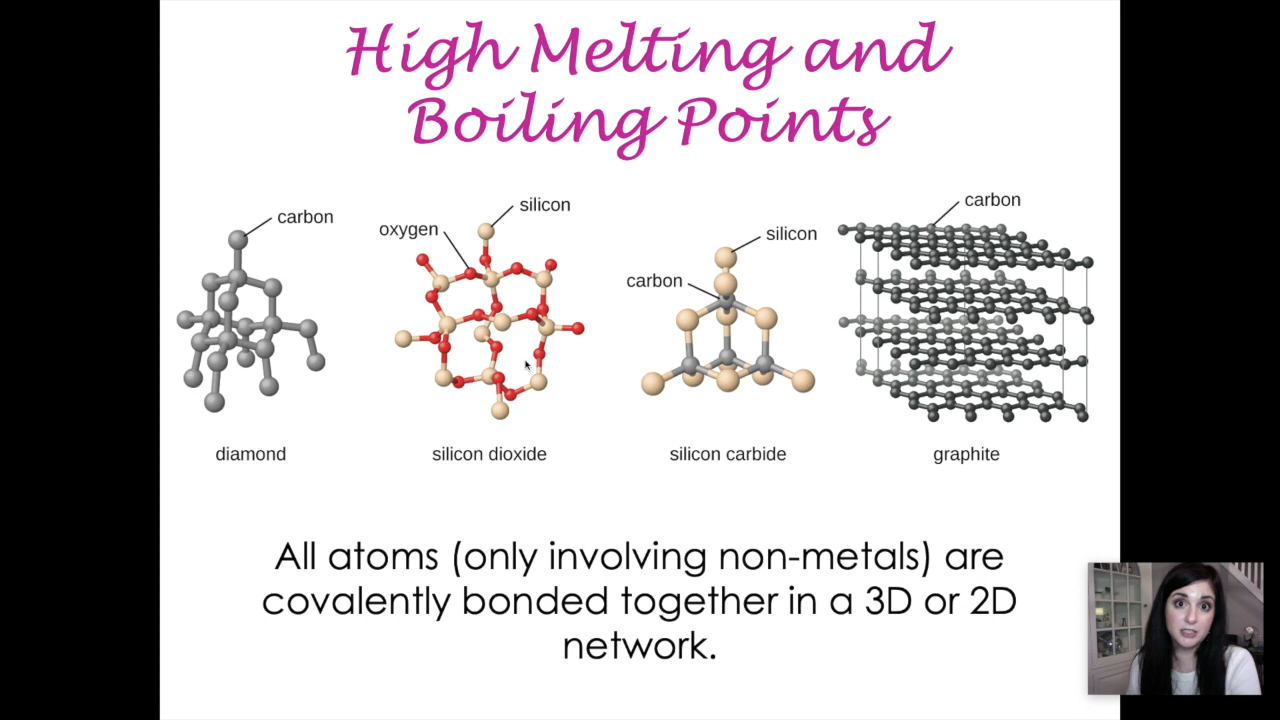 High Melting and
Boiling Points
carbon
oxygen
silicon
carbon
silicon
carbon
diamond
silicon dioxide
silicon carbide
graphite
All atoms (only involving non-metals) are
covalently bonded together in a 3D or 2D
network.